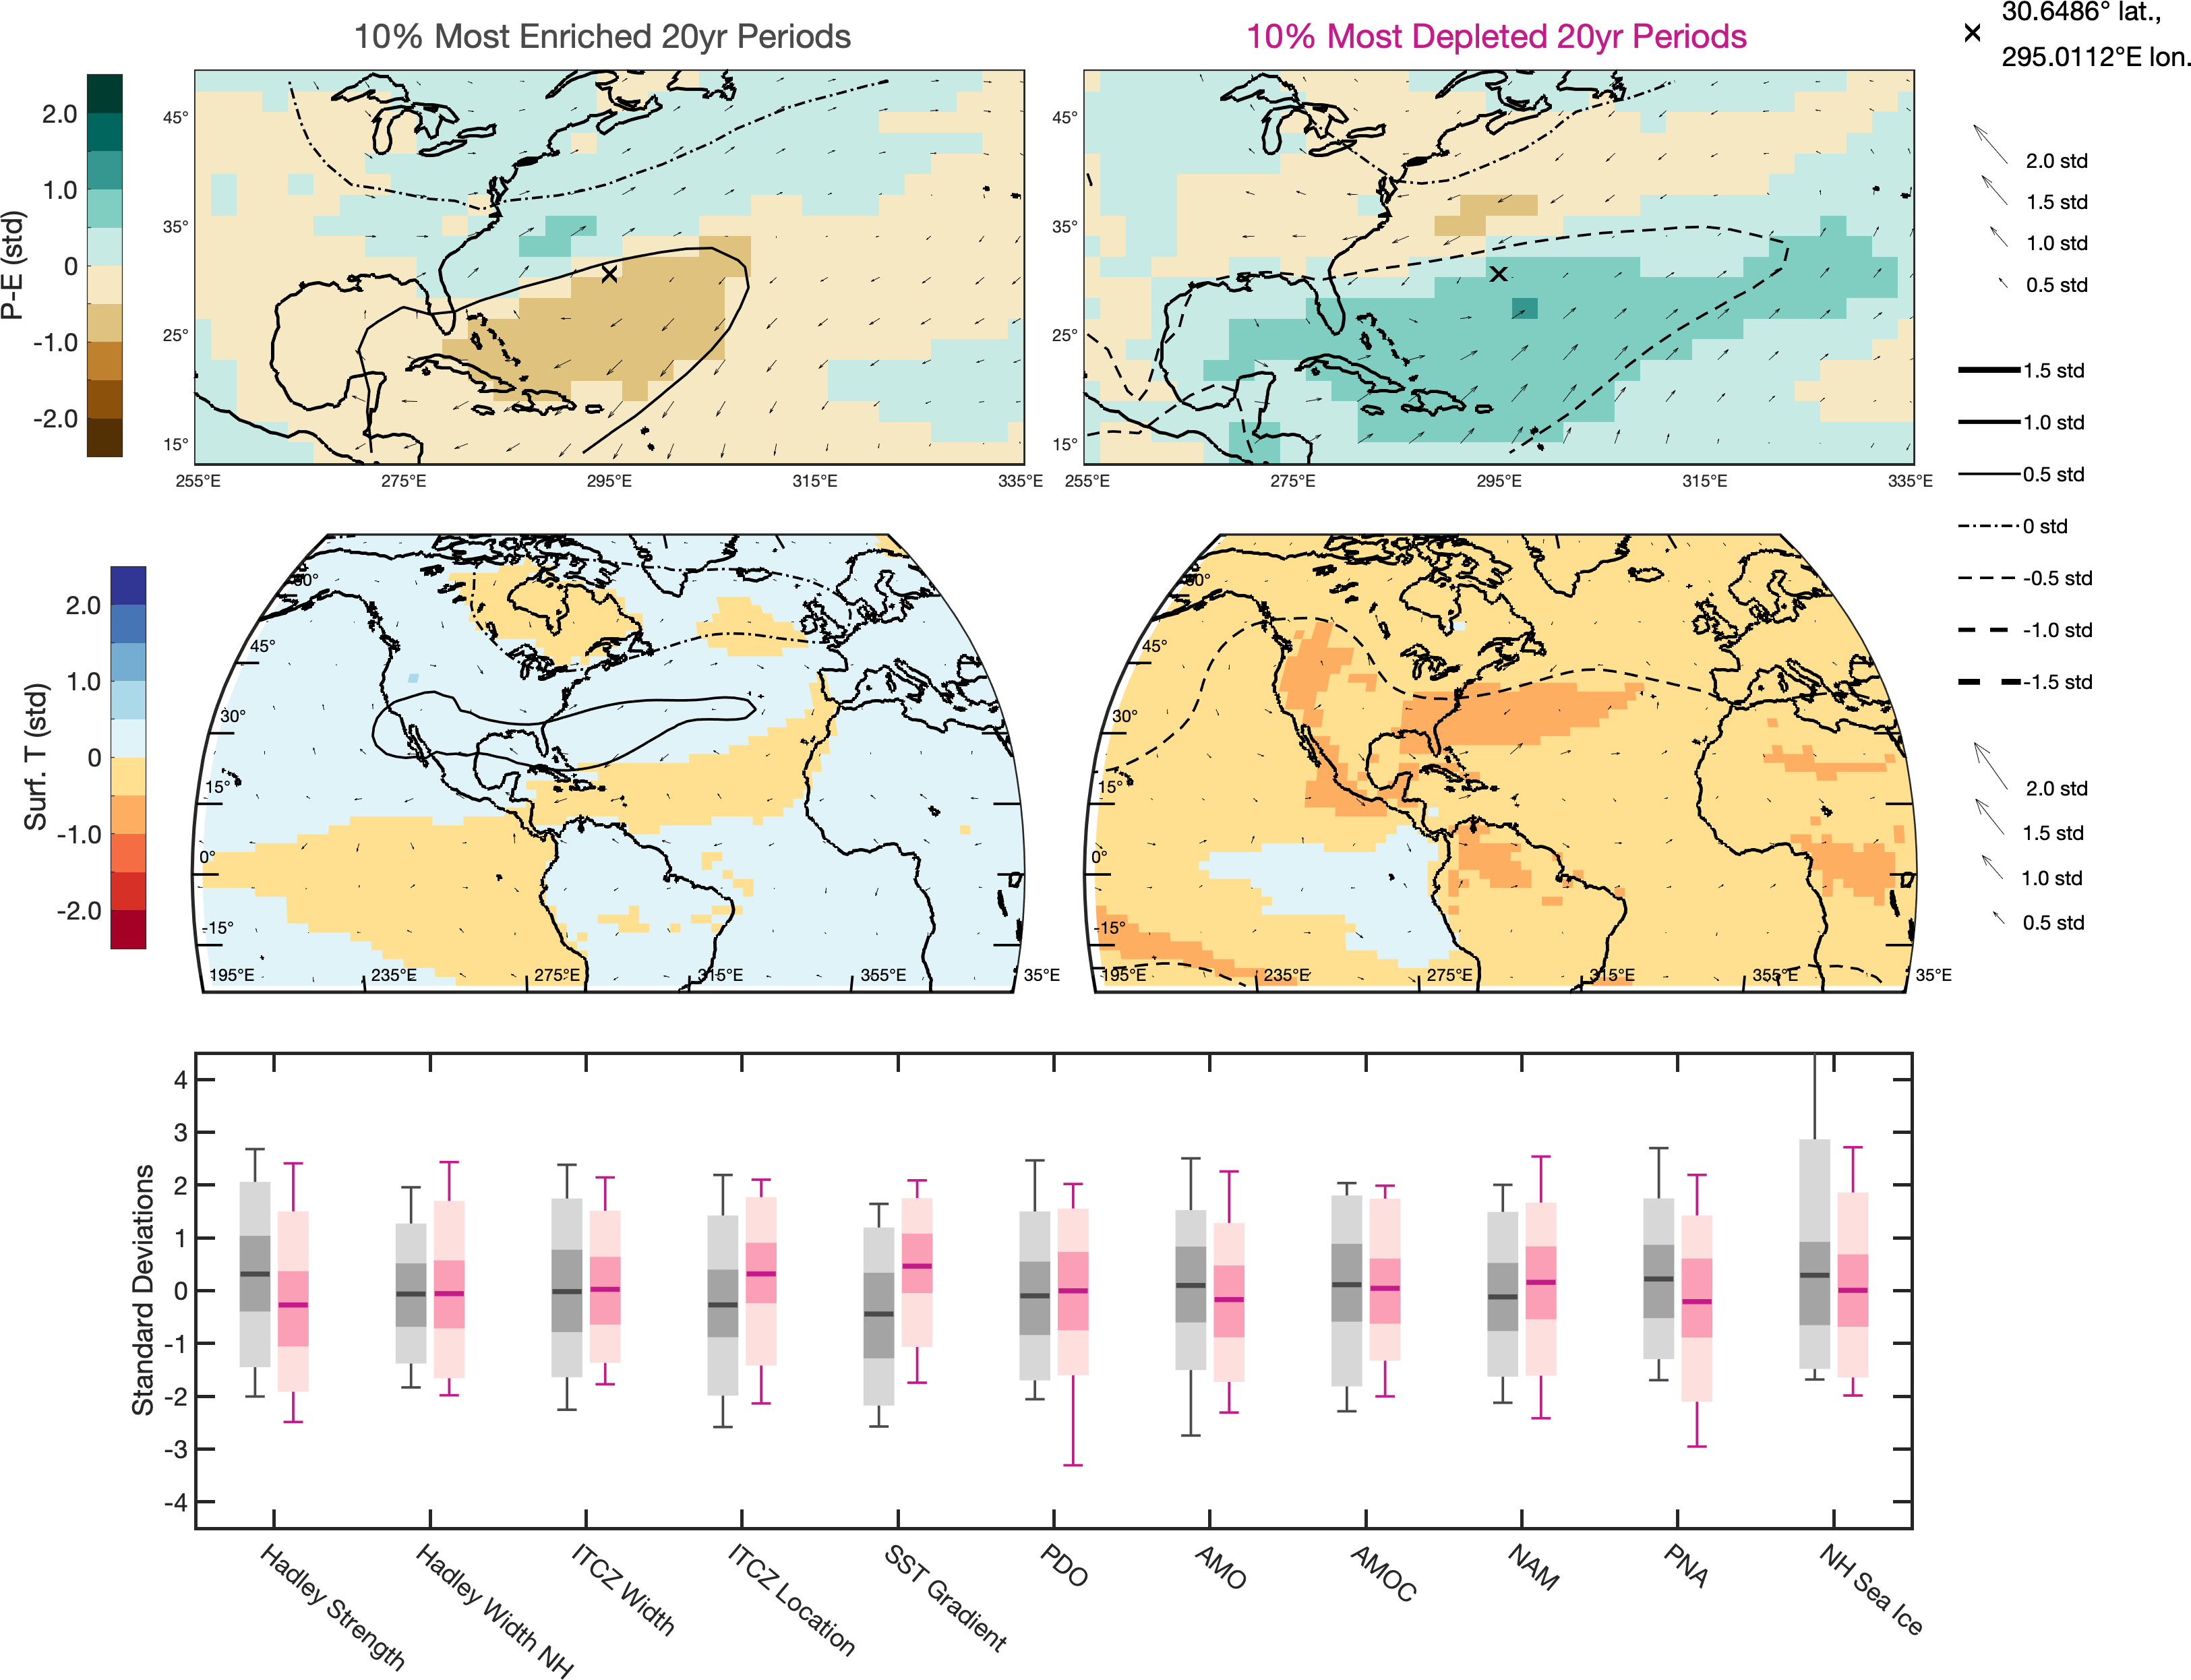 10% Most Enriched 20yr Periods
10% Most Depleted 20yr Periods
30.6486° lat.,
295.0112°E lon.
P-E (std)
2.0
1.0
0
-1.0
-2.0
45°
35°
25°
15°
255°E
275°E
295°E
315°E
335°E
45°
35°
25°
15°
255°E
275°E
295°E
315°E
335°E
2.0 std
1.5 std
1.0 std
0.5 std
1.5 std
1.0 std
0.5 std
0 std
-0.5 std
-1.0 std
-1.5 std
Surf. T (std)
2.0
1.0
0
-1.0
-2.0
60°
45°
30°
15°
0°
-15°
195°E
235°E
275°E
315°E
355°E
35°E
60°
45°
30°
15°
0°
-15°
195°E
235°E
275°E
315°E
355°E
35°E
2.0 std
1.5 std
1.0 std
0.5 std
Standard Deviations
4
3
2
1
0
-1
-2
-3
-4
Hadley Strength
Hadley Width NH
ITCZ Width
ITCZ Location
SST Gradient
PDO
AMO
AMOC
NAM
PNA
NH Sea Ice